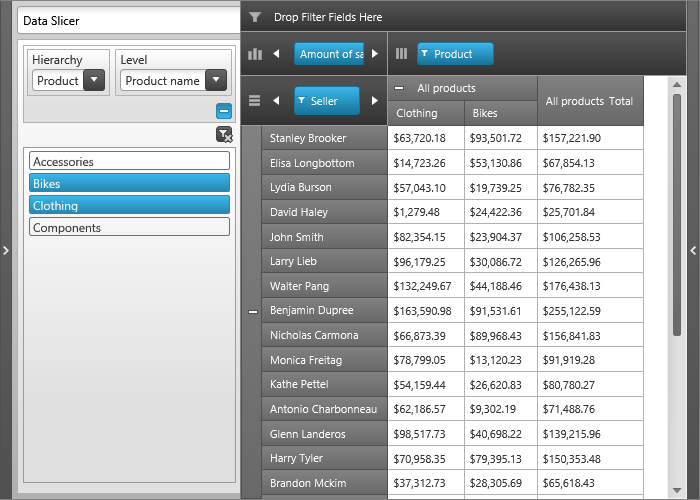 Data Slicer
Hierarchy
Level
Product
Product name
Accessories
Bikes
Clothing
Components
Drop Filter Fields Here
Amount of sa
Product
Seller
All products
All products Total
Clothing
Bikes
Stanley Brooker $63,720.18 $93,501.72 $157,221.90
Elisa Longbottom $14,723.26 $53,130.86 $67,854.13
Lydia Burson $57,043.10 $19,739.25 $76,782.35
David Haley $1,279.48 $24,422.36 $25,701.84
John Smith $82,354.15 $23,904.37 $106,258.53
Larry Lieb $96,179.25 $30,086.72 $126,265.96
Walter Pang $132,249.67 $44,188.46 $176,438.13
Benjamin Dupree $163,590.98 $91,531.61 $255,122.59
Nicholas Carmona $66,873.39 $89,968.43 $156,841.83
Monica Freitag $78,799.05 $13,120.23 $91,919.28
Kathe Pettel $54,159.44 $26,620.83 $80,780.27
Antonio Charbonneau $62,186.57 $9,302.19 $71,488.76
Glenn Landeros $98,517.73 $40,698.22 $139,215.96
Harry Tyler $70,958.35 $79,395.13 $150,353.48
Brandon Mckim $37,312.73 $28,305.69 $65,618.43